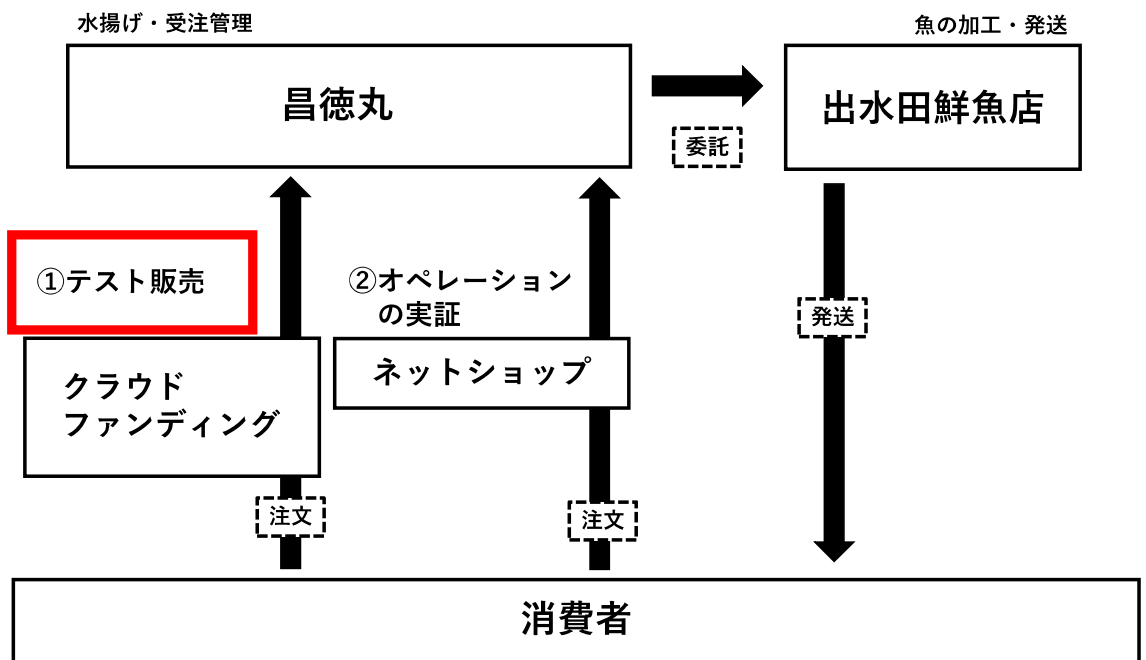 水揚げ・受注管理
魚の加工・発送
昌徳丸
出水田鮮魚店
委託
①テスト販売
②オペレーション
の実証
発送
クラウド
ファンディング
ネットショップ
注文
注文
消費者